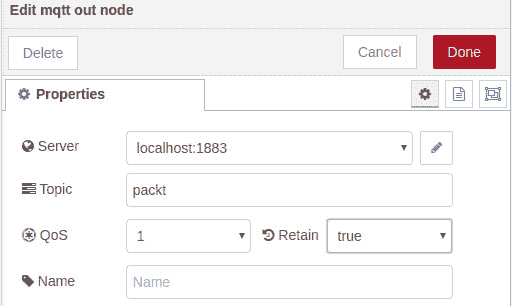 Edit mqtt out node
Delete Cancel Done
Properties
Server localhost:1883
Topic packt
QoS 1 Retain true
Name Name